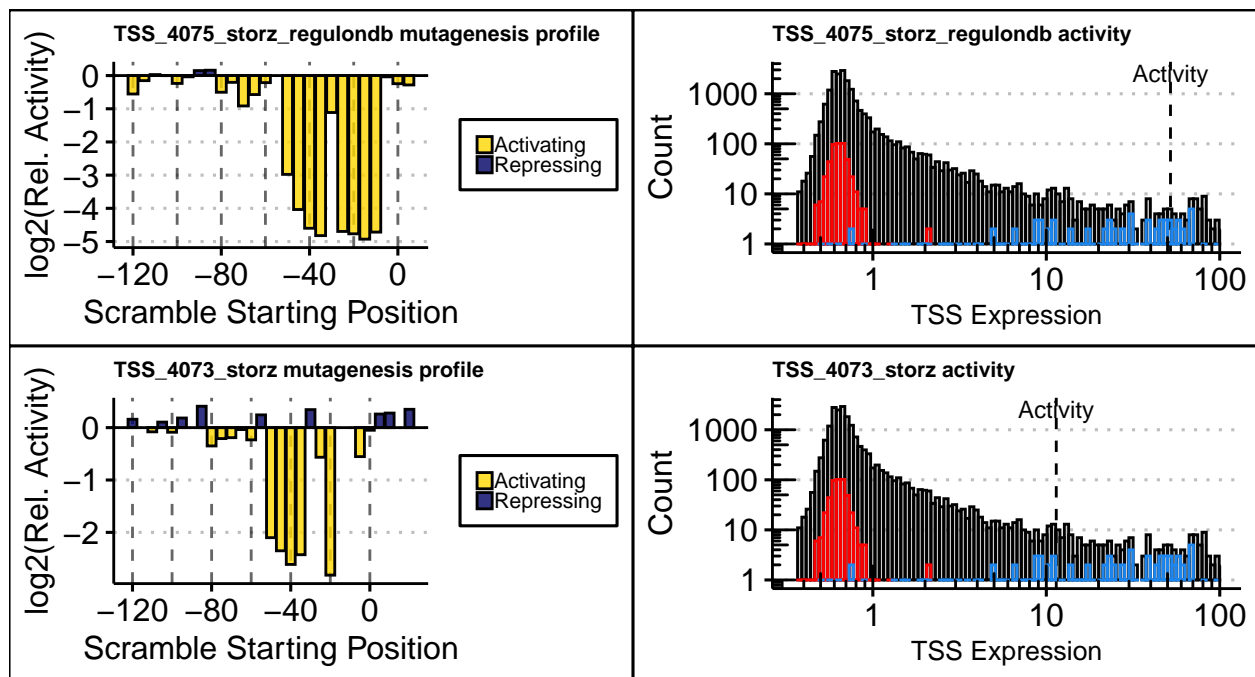 TSS_4075_storz_regulondb mutagenesis profile
log2(Rel. Activity)
0
−1
−2
−3
−4
−5
−120
−80
−40
0
Scramble Starting Position
Activating
Repressing
TSS_4075_storz_regulondb activity
Activity
Count
1000
100
10
1
1
10
100
TSS Expression
TSS_4073_storz mutagenesis profile
log2(Rel. Activity)
0
−1
−2
−120
−80
−40
0
Scramble Starting Position
Activating
Repressing
TSS_4073_storz activity
Activity
Count
1000
100
10
1
1
10
100
TSS Expression